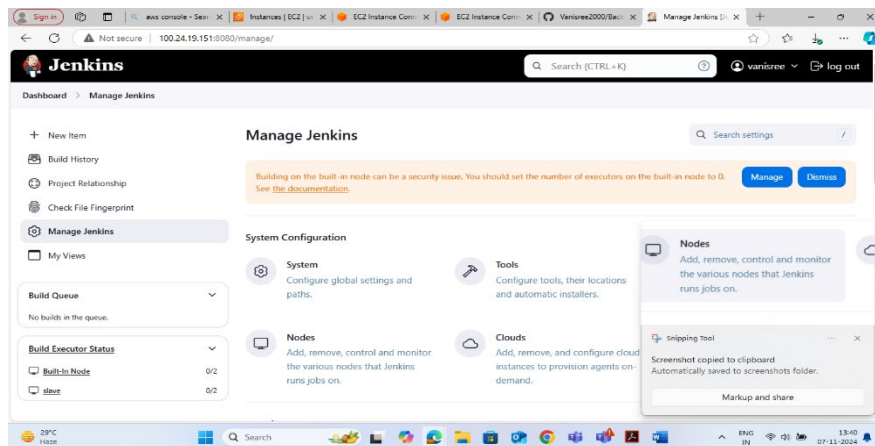 Sign in
aws console - Sear
Instances | EC2 | us
EC2 Instance Conn
EC2 Instance Conn
Vanisree2000/Back
Manage Jenkins [Je
Not secure | 100.24.19.151:8080/manage/
Jenkins
Search (CTRL+K)
vanisree
log out
Dashboard > Manage Jenkins
New Item
Build History
Project Relationship
Check File Fingerprint
Manage Jenkins
My Views
Build Queue
No builds in the queue.
Build Executor Status
Built-In Node 0/2
slave 0/2
Manage Jenkins
Search settings /
Building on the built-in node can be a security issue. You should set the number of executors on the built-in node to 0.
See the documentation.
Manage
Dismiss
System Configuration
System
Configure global settings and
paths.
Tools
Configure tools, their locations
and automatic installers.
Nodes
Add, remove, control and monitor
the various nodes that Jenkins
runs jobs on.
Nodes
Add, remove, control and monitor
the various nodes that Jenkins
runs jobs on.
Clouds
Add, remove, and configure cloud
instances to provision agents on-
demand.
Snipping Tool
Screenshot copied to clipboard
Automatically saved to screenshots folder.
Markup and share
29°C
Haze
Search
ENG
IN
13:40
07-11-2024